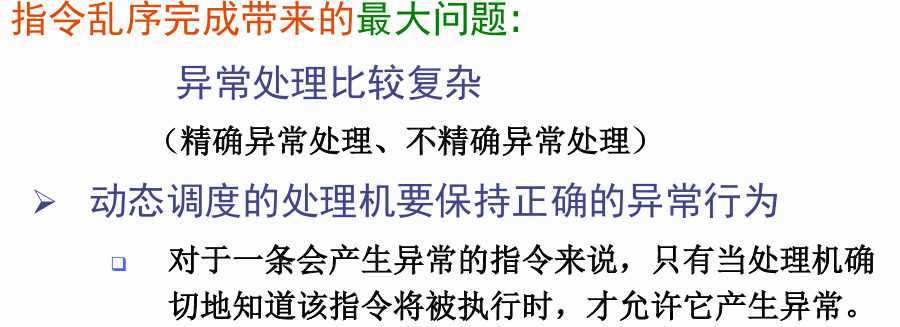 指令乱序完成带来的最大问题:
异常处理比较复杂
（精确异常处理、不精确异常处理）
动态调度的处理机要保持正确的异常行为
对于一条会产生异常的指令来说，只有当处理机确
切地知道该指令将被执行时，才允许它产生异常。